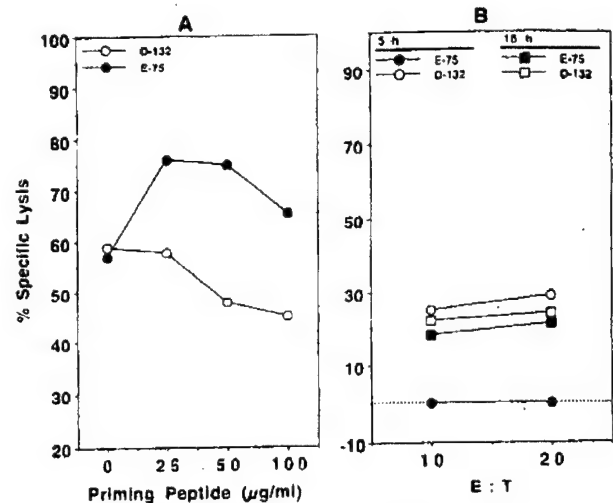 A
100
90
80
70
60
50
40
30
20
% Specific Lysis
D-132
E-75
0 25 50 100
Priming Peptide (µg/ml)
B
5 h 18 h
E-75 E-75
D-132 D-132
90
70
50
30
10
-10
10 20
E : T